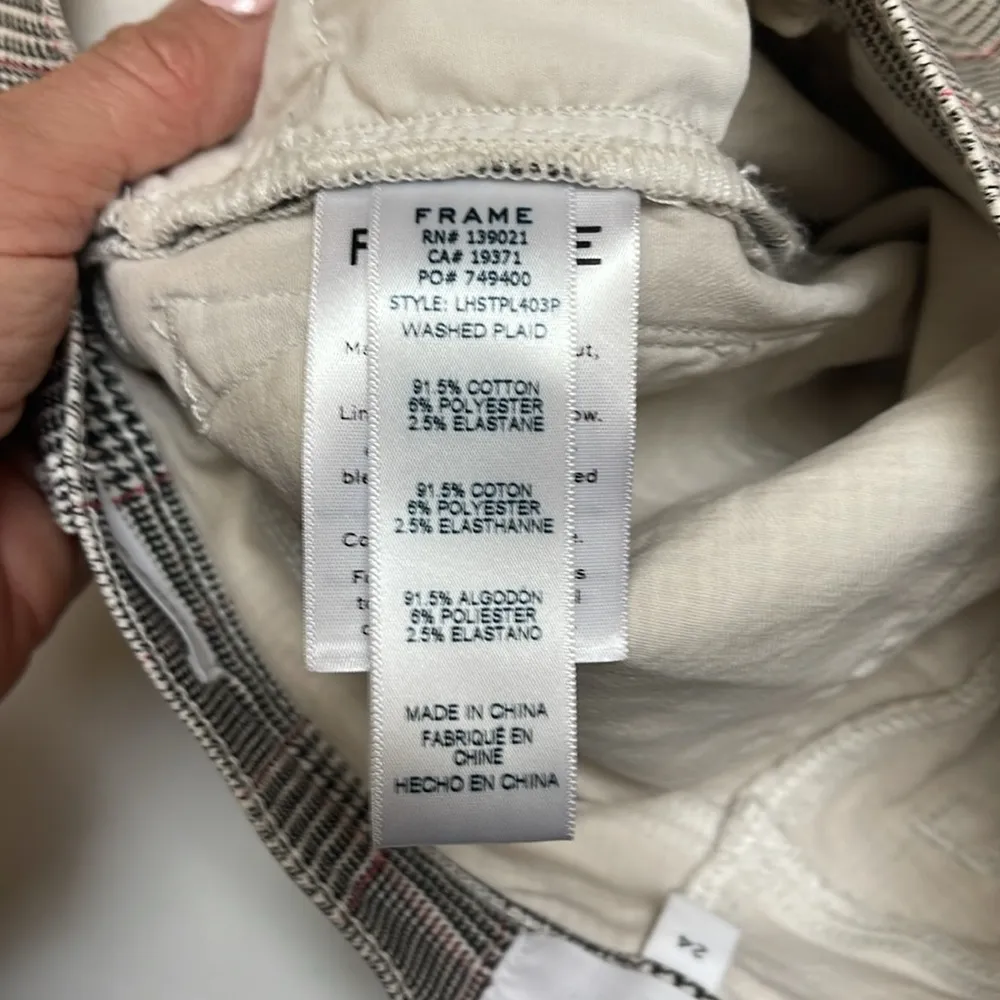 FRAME
RN# 139021
CA# 19371
PO# 749400
STYLE: LHSTPL403P
WASHED PLAID
91.5% COTTON
6% POLYESTER
2.5% ELASTANE
91.5% COTON
6% POLYESTER
2.5% ELASTHANNE
91.5% ALGODÓN
6% POLIESTER
2.5% ELASTANO
MADE IN CHINA
FABRIQUÉ EN
CHINE
HECHO EN CHINA
24